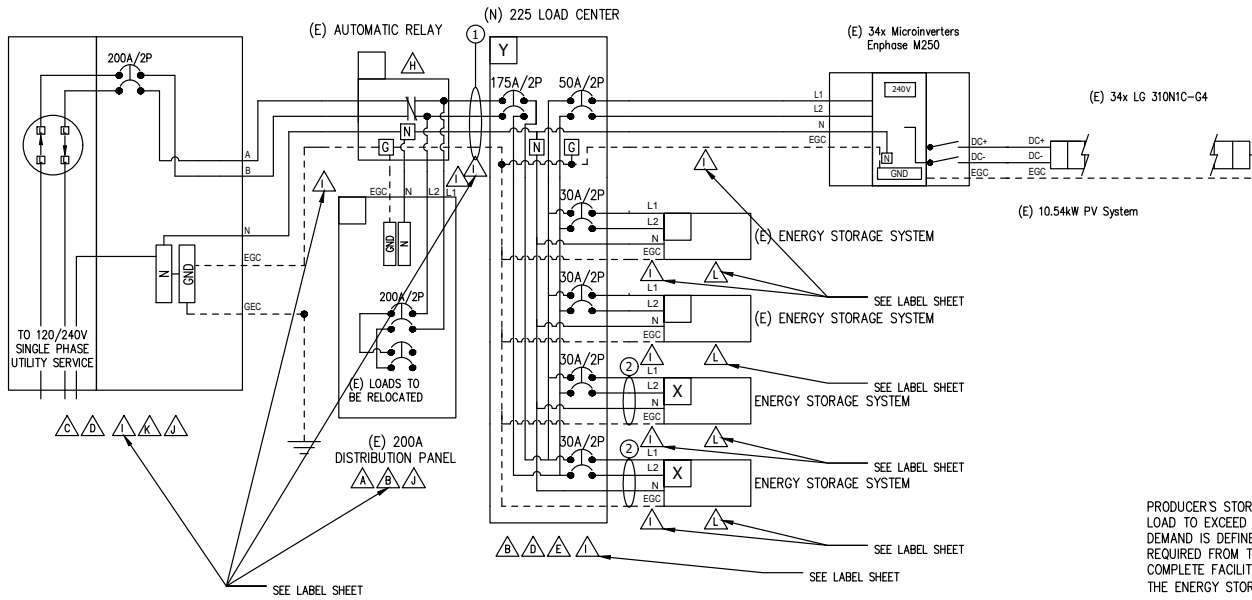 (N) 225 LOAD CENTER
(E) AUTOMATIC RELAY
1
(E) 34x Microinverters
Enphase M250
Y
200A/2P
H
175A/2P
50A/2P
240V
(E) 34x LG 310N1C-G4
L1
L2
N
EGC
N
G
N
G
DC+
DC-
DC+
DC-
EGC
N
GND
A
B
I
I
I
I
EGC
N
L2
L1
30A/2P
L1
L2
N
EGC
(E) ENERGY STORAGE SYSTEM
(E) 10.54kW PV System
N
EGC
GEC
N
GND
GND
N
I
L
SEE LABEL SHEET
200A/2P
30A/2P
L1
L2
N
EGC
(E) ENERGY STORAGE SYSTEM
TO 120/240V
SINGLE PHASE
UTILITY SERVICE
(E) LOADS TO
BE RELOCATED
I
L
SEE LABEL SHEET
30A/2P
2
L1
L2
N
EGC
X
ENERGY STORAGE SYSTEM
C
D
I
K
J
(E) 200A
DISTRIBUTION PANEL
A
B
J
I
L
SEE LABEL SHEET
30A/2P
2
L1
L2
N
EGC
X
ENERGY STORAGE SYSTEM
I
L
SEE LABEL SHEET
B
D
E
I
SEE LABEL SHEET
SEE LABEL SHEET
PRODUCER'S STOR
LOAD TO EXCEED
DEMAND IS DEFINE
REQUIRED FROM T
COMPLETE FACILIT
THE ENERGY STOR